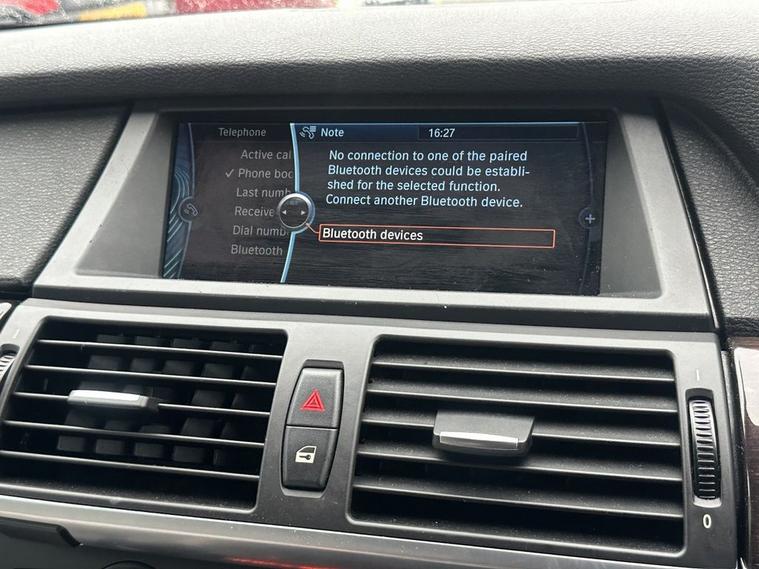 Telephone
Note
16:27
Active cal
✓ Phone boo
Last numb
Receive
Dial numb
Bluetooth
No connection to one of the paired
Bluetooth devices could be establi-
shed for the selected function.
Connect another Bluetooth device.
Bluetooth devices
+
0